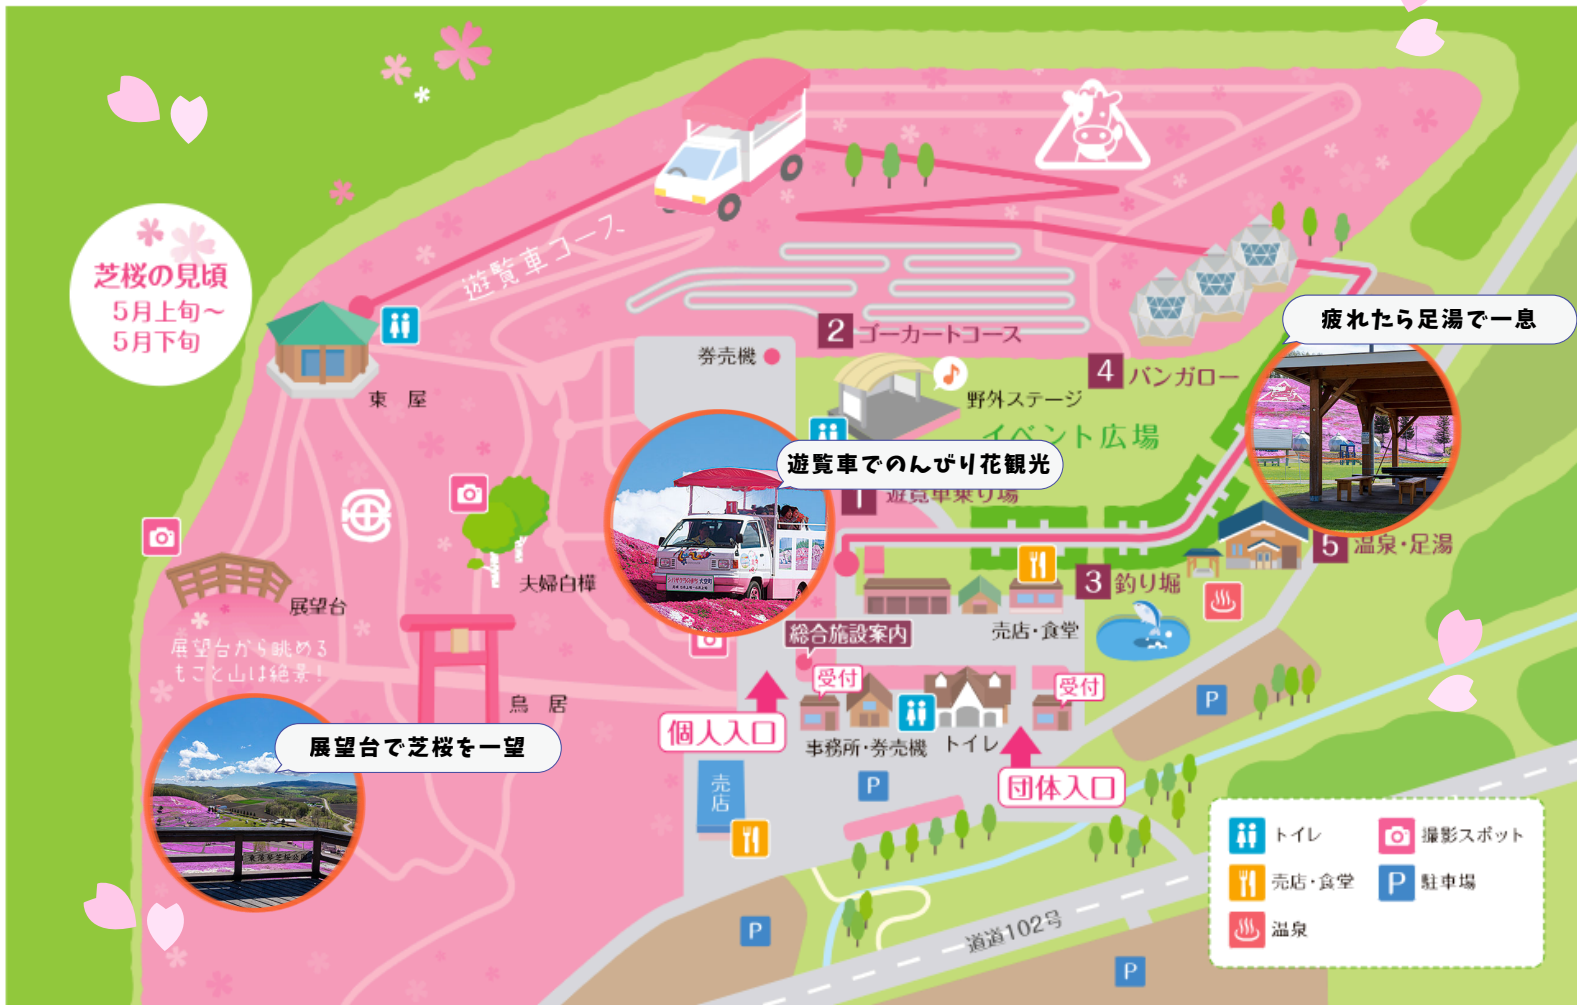 芝桜の見頃
5月上旬～
5月下旬
遊覧車コース
東屋
券売機
2 ゴーカートコース
4 バンガロー
野外ステージ
イベント広場
疲れたら足湯で一息
遊覧車でのんびり花観光
1 遊覧車乗り場
5 温泉・足湯
3 釣り堀
売店・食堂
夫婦白樺
展望台
展望台から眺める
もこと山は絶景!
鳥居
総合施設案内
受付
受付
個人入口
事務所・券売機
トイレ
団体入口
展望台で芝桜を一望
売店
P
P
P
P
道道102号
トイレ
撮影スポット
売店・食堂
P 駐車場
温泉